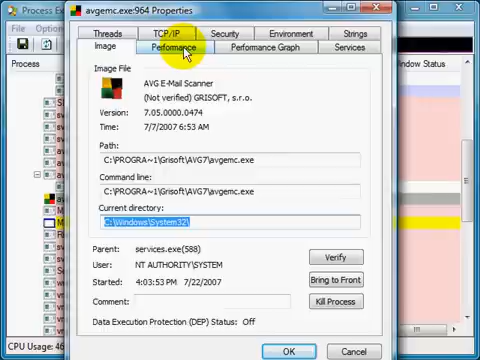 Process Ex
avgemc.exe:964 Properties
File
Threads
TCP/IP
Security
Environment
Strings
Image
Performance
Performance Graph
Services
Process
Window Status
Image File
AVG E-Mail Scanner
(Not verified) GRISOFT, s.r.o.
Version:
7.05.0000.0474
Time:
7/7/2007 6:53 AM
Path:
C:\PROGRA~1\Grisoft\AVG7\avgemc.exe
Command line:
C:\PROGRA~1\Grisoft\AVG7\avgemc.exe
Current directory:
C:\Windows\System32\
Parent:
services.exe(588)
User:
NT AUTHORITY\SYSTEM
Started:
4:03:53 PM 7/22/2007
Comment:
Verify
Bring to Front
Kill Process
Data Execution Protection (DEP) Status: Off
OK
Cancel
CPU Usage: 46